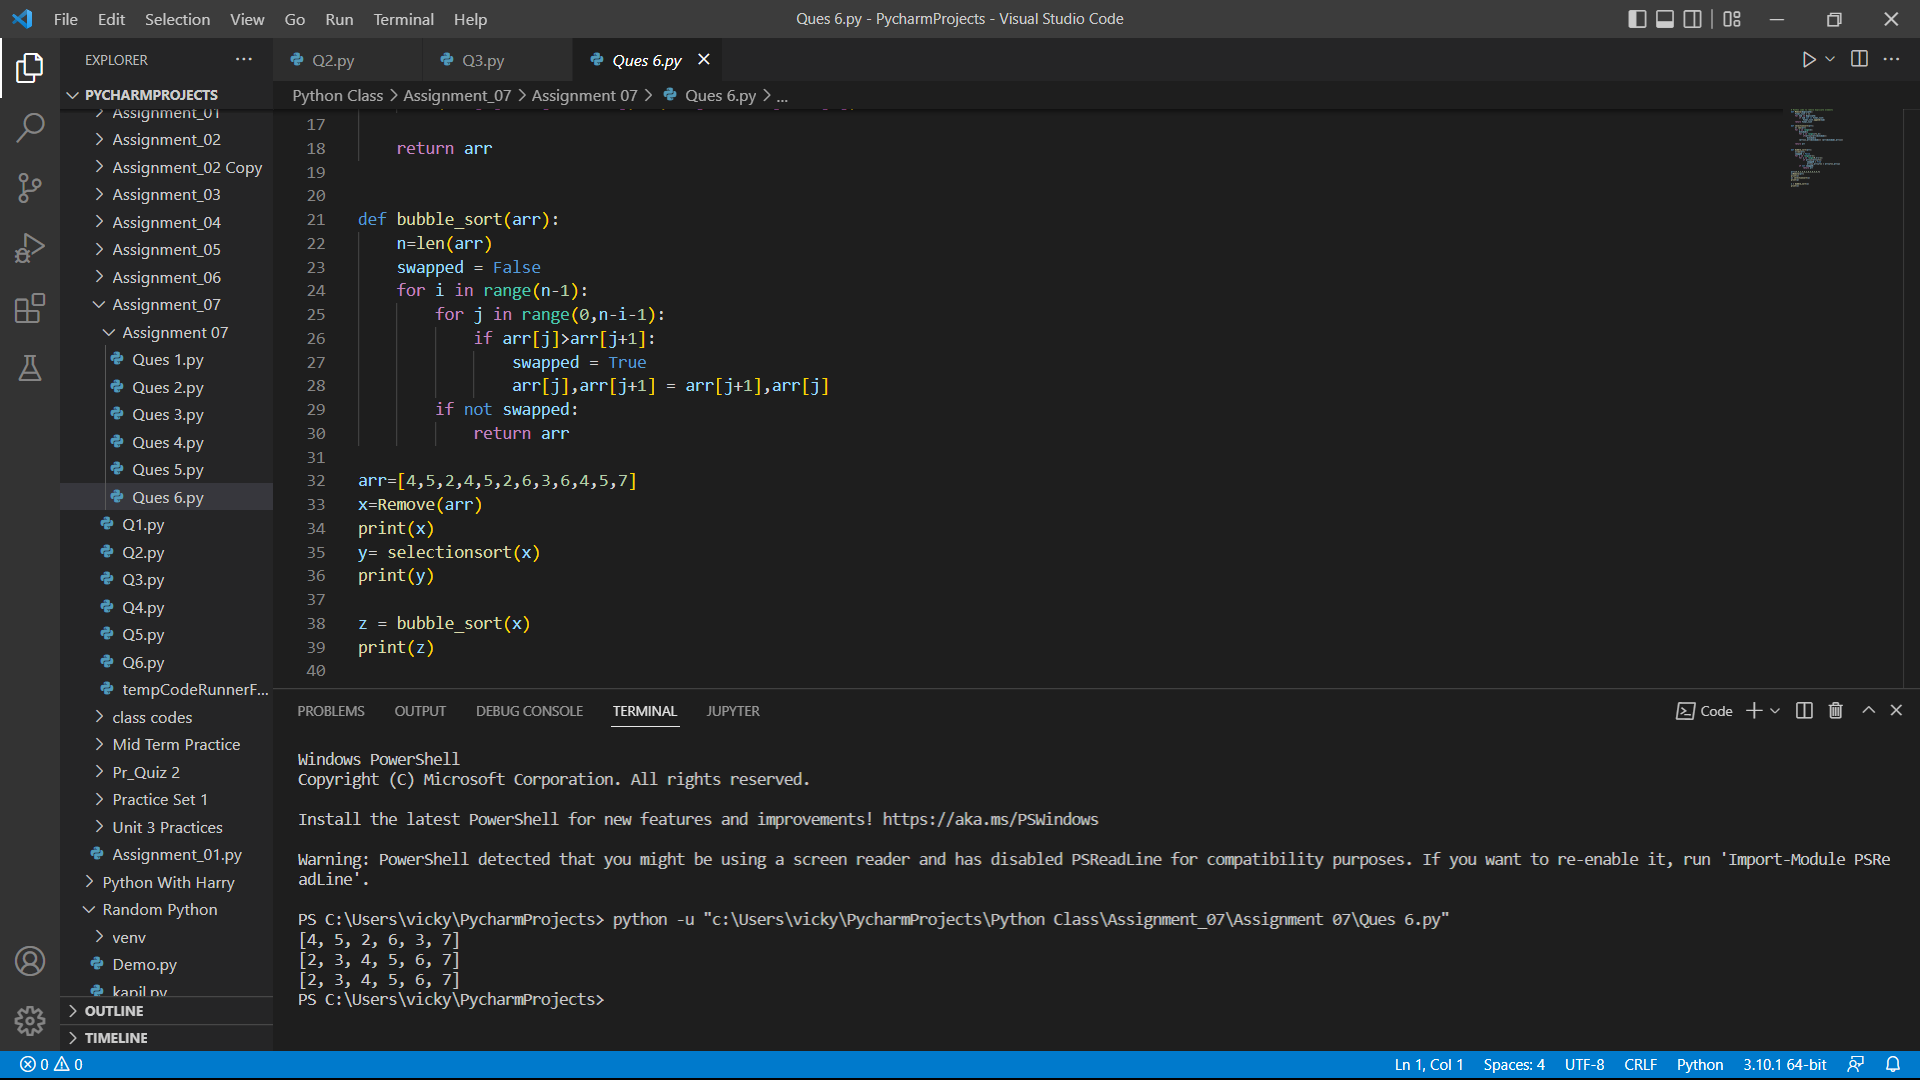 File Edit Selection View Go Run Terminal Help
Ques 6.py - PycharmProjects - Visual Studio Code
EXPLORER
PYCHARMPROJECTS
Assignment_01
Assignment_02
Assignment_02 Copy
Assignment_03
Assignment_04
Assignment_05
Assignment_06
Assignment_07
Assignment 07
Ques 1.py
Ques 2.py
Ques 3.py
Ques 4.py
Ques 5.py
Ques 6.py
Q1.py
Q2.py
Q3.py
Q4.py
Q5.py
Q6.py
tempCodeRunnerF...
class codes
Mid Term Practice
Pr_Quiz 2
Practice Set 1
Unit 3 Practices
Assignment_01.py
Python With Harry
Random Python
venv
Demo.py
kapil.py
OUTLINE
TIMELINE
Q2.py Q3.py Ques 6.py
Python Class > Assignment_07 > Assignment 07 > Ques 6.py > ...
17
18 return arr
19
20
21 def bubble_sort(arr):
22 n=len(arr)
23 swapped = False
24 for i in range(n-1):
25 for j in range(0,n-i-1):
26 if arr[j]>arr[j+1]:
27 swapped = True
28 arr[j],arr[j+1] = arr[j+1],arr[j]
29 if not swapped:
30 return arr
31
32 arr=[4,5,2,4,5,2,6,3,6,4,5,7]
33 x=Remove(arr)
34 print(x)
35 y= selectionsort(x)
36 print(y)
37
38 z = bubble_sort(x)
39 print(z)
40
PROBLEMS OUTPUT DEBUG CONSOLE TERMINAL JUPYTER
Code
Windows PowerShell
Copyright (C) Microsoft Corporation. All rights reserved.
Install the latest PowerShell for new features and improvements! https://aka.ms/PSWindows
Warning: PowerShell detected that you might be using a screen reader and has disabled PSReadLine for compatibility purposes. If you want to re-enable it, run 'Import-Module PSRe
adLine'.
PS C:\Users\vicky\PycharmProjects> python -u "c:\Users\vicky\PycharmProjects\Python Class\Assignment_07\Assignment 07\Ques 6.py"
[4, 5, 2, 6, 3, 7]
[2, 3, 4, 5, 6, 7]
[2, 3, 4, 5, 6, 7]
PS C:\Users\vicky\PycharmProjects>
0 0
Ln 1, Col 1 Spaces: 4 UTF-8 CRLF Python 3.10.1 64-bit